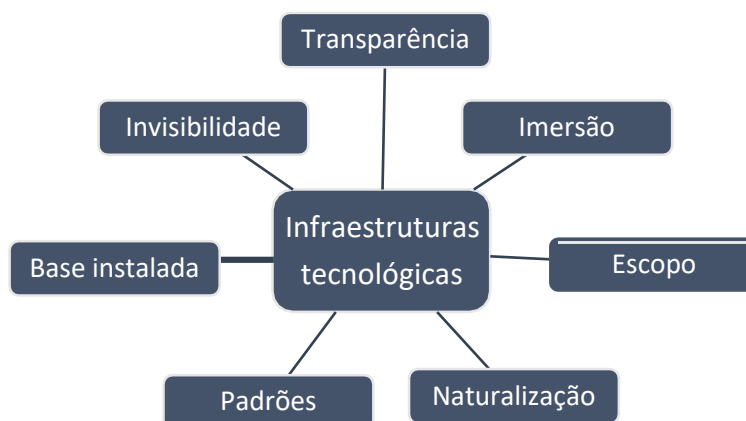 Transparência
Invisibilidade
Imersão
Infraestruturas
tecnológicas
Base instalada
Escopo
Padrões
Naturalização